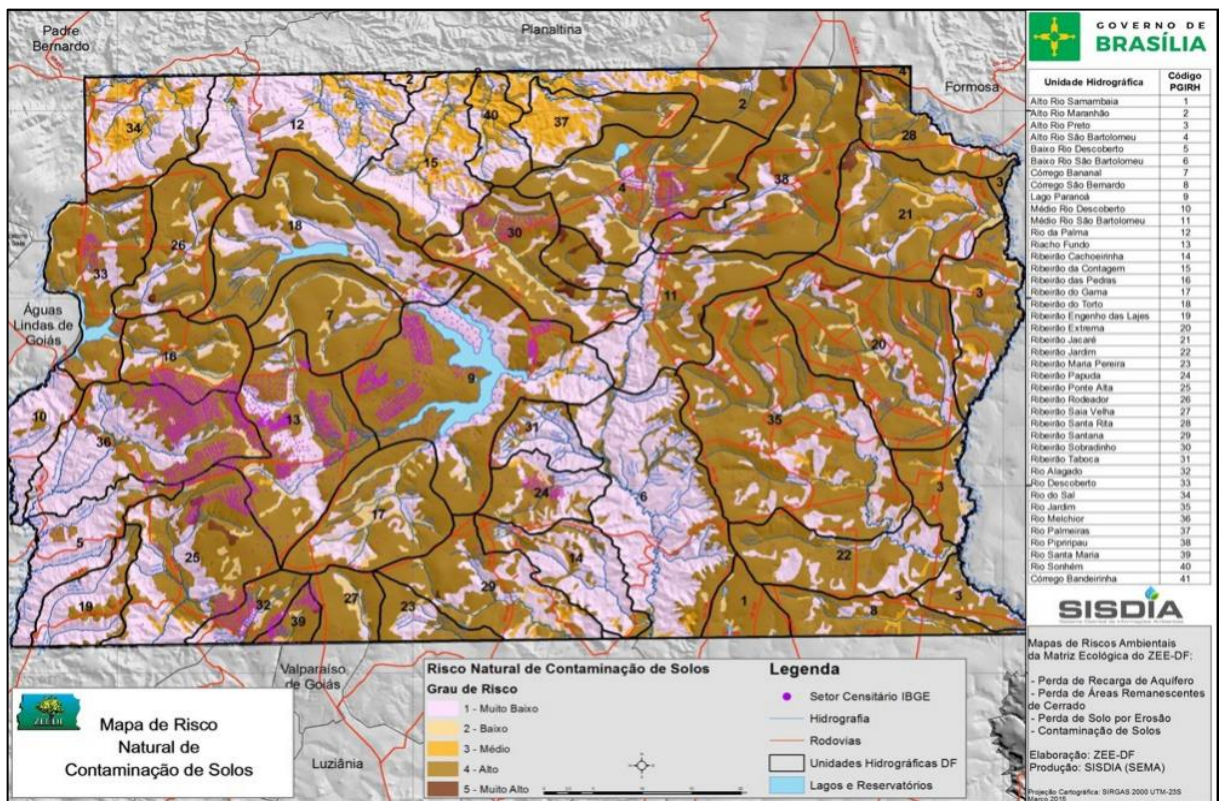 Padre
Bernardo
Planaltina
Formosa
Águas
Lindas de
Goiás
Valparaíso
de Goiás
Luziânia
34
12
2
40
37
15
2
4
28
3
38
21
4
30
18
26
33
7
11
3
20
16
9
13
10
36
35
31
24
6
3
17
5
25
14
22
19
29
32
39
27
23
1
8
3
GOVERNO DE
BRASÍLIA
Unidade Hidrográfica Código PGIRH
Alto Rio Samambaia 1
Alto Rio Maranhão 2
Alto Rio Preto 3
Alto Rio São Bartolomeu 4
Baixo Rio Descoberto 5
Baixo Rio São Bartolomeu 6
Córrego Bananal 7
Córrego São Bernardo 8
Lago Paranoá 9
Médio Rio Descoberto 10
Médio Rio São Bartolomeu 11
Rio da Palma 12
Riacho Fundo 13
Ribeirão Cachoeirinha 14
Ribeirão da Contagem 15
Ribeirão das Pedras 16
Ribeirão do Gama 17
Ribeirão do Torto 18
Ribeirão Engenho das Lajes 19
Ribeirão Extrema 20
Ribeirão Jacaré 21
Ribeirão Jardim 22
Ribeirão Maria Pereira 23
Ribeirão Papuda 24
Ribeirão Ponte Alta 25
Ribeirão Rodeador 26
Ribeirão Saia Velha 27
Ribeirão Santa Rita 28
Ribeirão Santana 29
Ribeirão Sobradinho 30
Ribeirão Taboca 31
Rio Alagado 32
Rio Descoberto 33
Rio do Sal 34
Rio Jardim 35
Rio Melchior 36
Rio Palmeiras 37
Rio Pipiripau 38
Rio Santa Maria 39
Rio Sonhém 40
Córrego Bandeirinha 41
SISDIA
Mapas de Riscos Ambientais
da Matriz Ecológica do ZEE-DF:
- Perda de Recarga de Aquífero
- Perda de Áreas Remanescentes
de Cerrado
- Perda de Solo por Erosão
- Contaminação de Solos
Elaboração: ZEE-DF
Produção: SISDIA (SEMA)
Projeção Cartográfica: SIRGAS 2000 UTM-23S
ZEE-DF
Mapa de Risco
Natural de
Contaminação de Solos
Risco Natural de Contaminação de Solos
Grau de Risco
1 - Muito Baixo
2 - Baixo
3 - Médio
4 - Alto
5 - Muito Alto
Legenda
Setor Censitário IBGE
Hidrografia
Rodovias
Unidades Hidrográficas DF
Lagos e Reservatórios